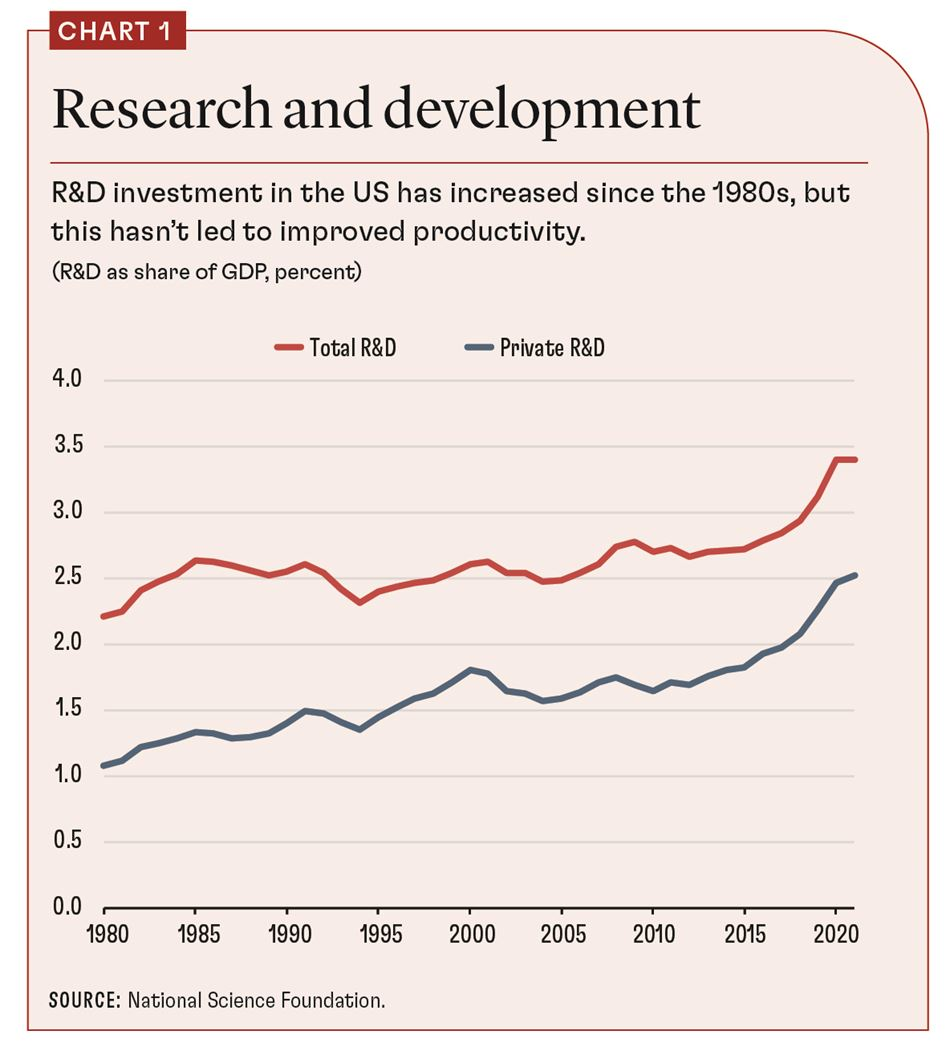 CHART 1
Research and development
R&D investment in the US has increased since the 1980s, but
this hasn’t led to improved productivity.
(R&D as share of GDP, percent)
Total R&D Private R&D
4.0
3.5
3.0
2.5
2.0
1.5
1.0
0.5
0.0
1980 1985 1990 1995 2000 2005 2010 2015 2020
SOURCE: National Science Foundation.